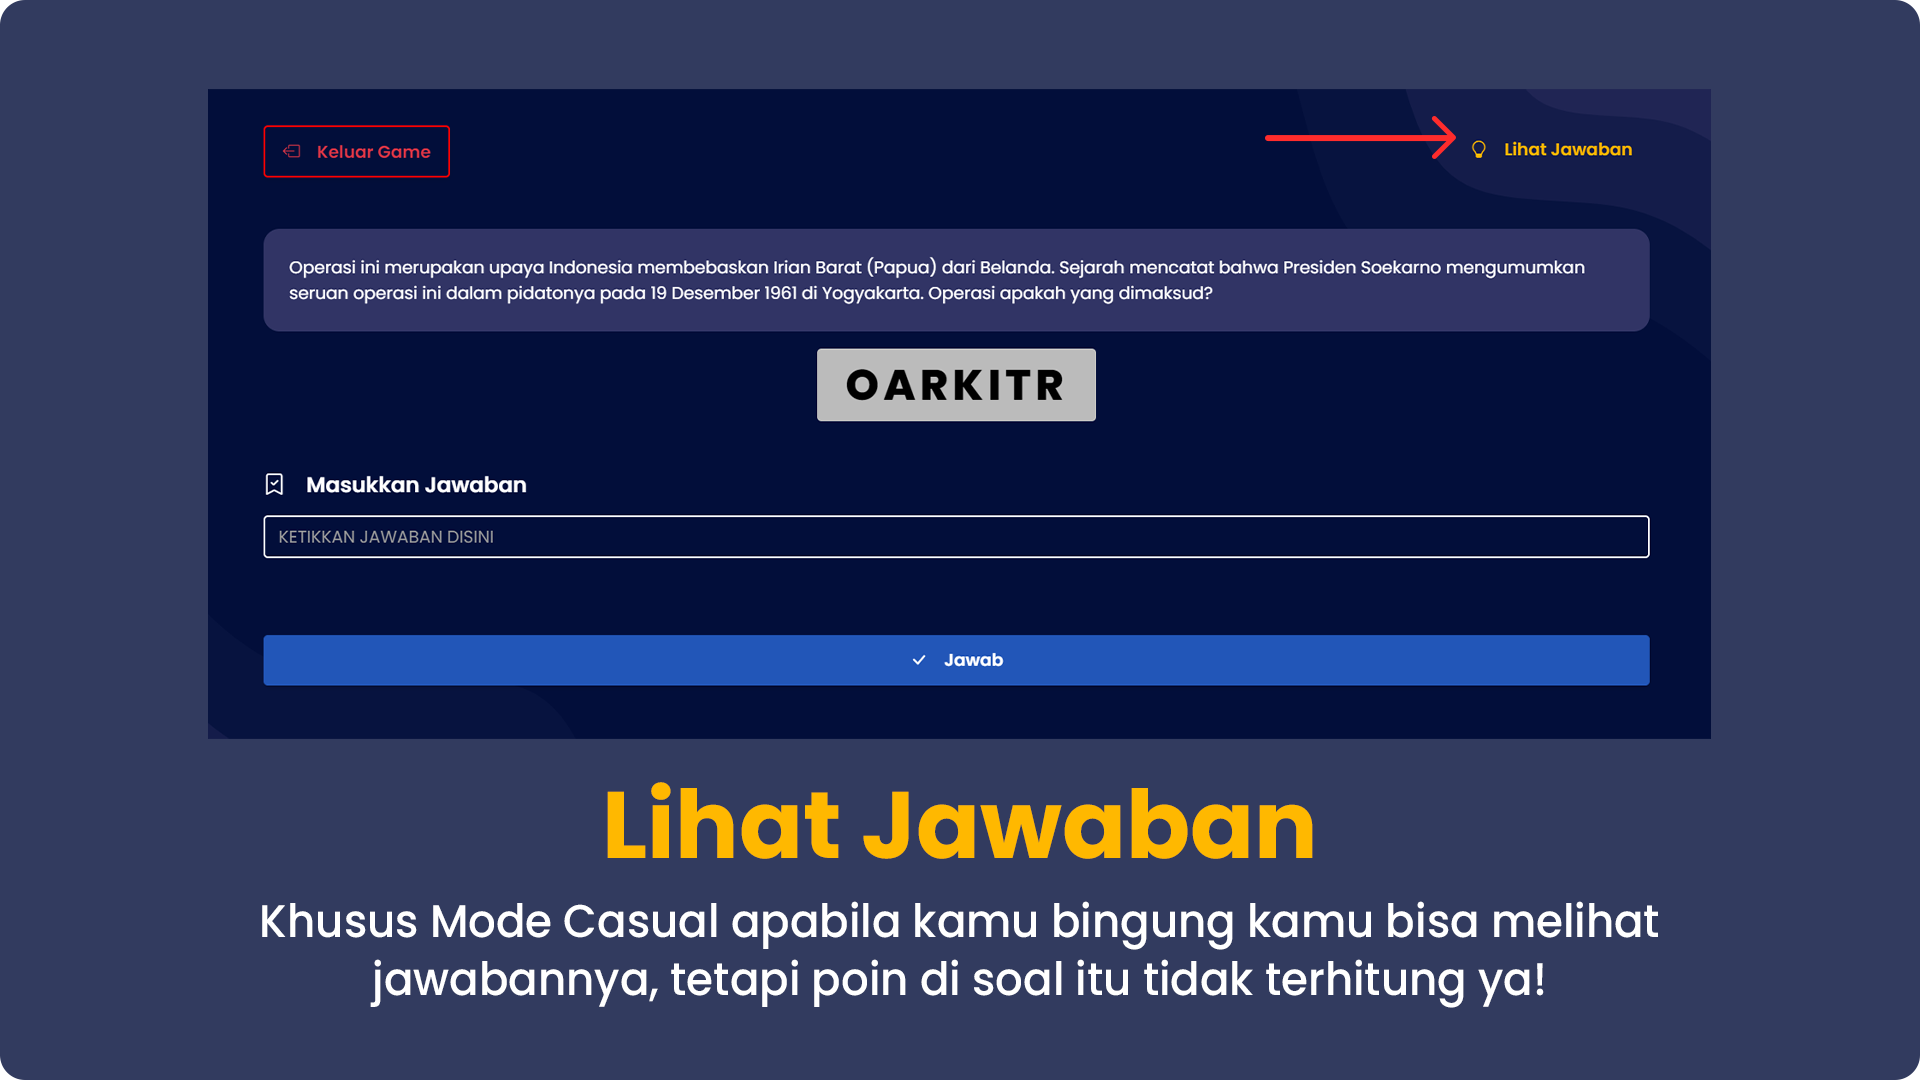 Keluar Game
Lihat Jawaban
Operasi ini merupakan upaya Indonesia membebaskan Irian Barat (Papua) dari Belanda. Sejarah mencatat bahwa Presiden Soekarno mengumumkan
seruan operasi ini dalam pidatonya pada 19 Desember 1961 di Yogyakarta. Operasi apakah yang dimaksud?
OARKITR
Masukkan Jawaban
KETIKKAN JAWABAN DISINI
Jawab
Lihat Jawaban
Khusus Mode Casual apabila kamu bingung kamu bisa melihat
jawabannya, tetapi poin di soal itu tidak terhitung ya!